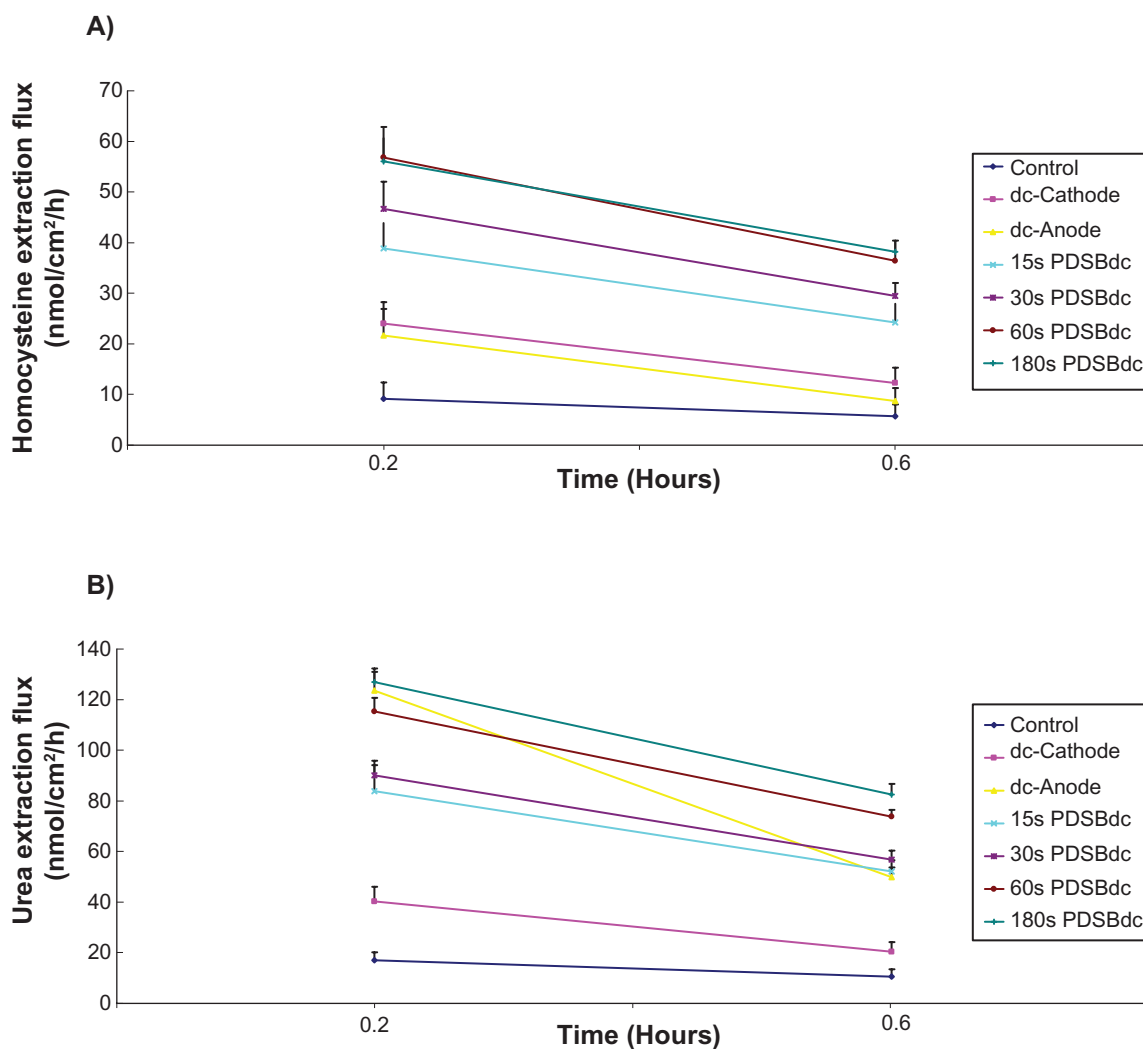 A)
Homocysteine extraction flux
(nmol/cm²/h)
70
60
50
40
30
20
10
0
0.2
0.6
Time (Hours)
Control
dc-Cathode
dc-Anode
15s PDSBdc
30s PDSBdc
60s PDSBdc
180s PDSBdc
B)
Urea extraction flux
(nmol/cm²/h)
140
120
100
80
60
40
20
0
0.2
0.6
Time (Hours)
Control
dc-Cathode
dc-Anode
15s PDSBdc
30s PDSBdc
60s PDSBdc
180s PDSBdc